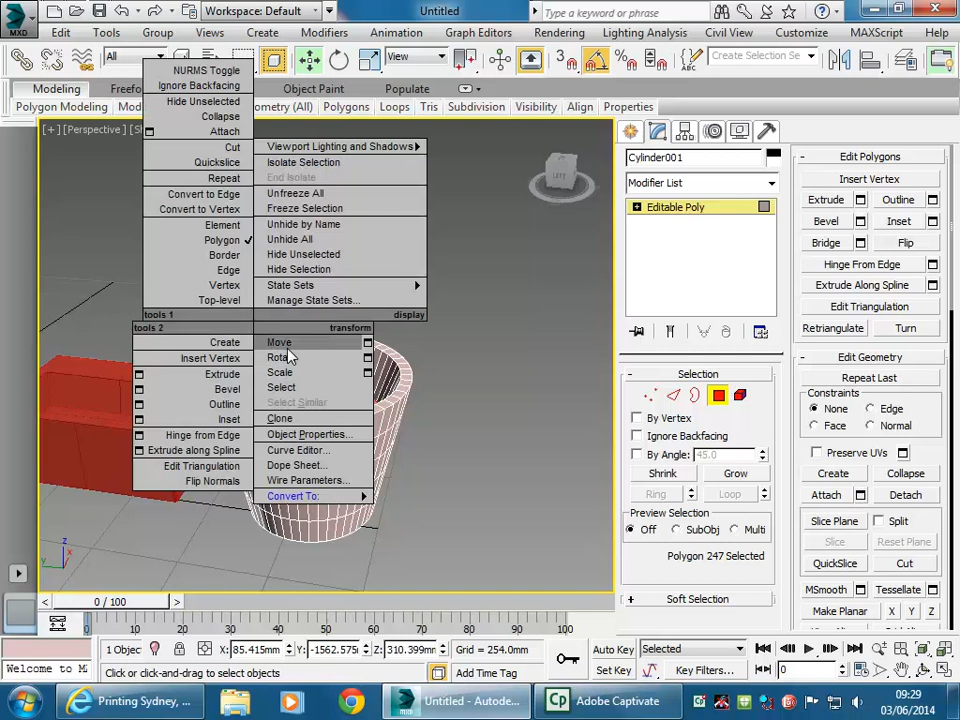 MXD
Workspace: Default
Untitled
Type a keyword or phrase
Edit Tools Group Views Create Modifiers Animation Graph Editors Rendering Lighting Analysis Civil View Customize MAXScript Help
All
View
3
Create Selection Se
Modeling Freefo Object Paint Populate
Polygon Modeling Mod ometry (All) Polygons Loops Tris Subdivision Visibility Align Properties
[+] [Perspective] [S
NURMS Toggle
Ignore Backfacing
Hide Unselected
Collapse
Attach
Cut
Quickslice
Repeat
Convert to Edge
Convert to Vertex
Element
Polygon
Border
Edge
Vertex
Top-level
tools 1
Viewport Lighting and Shadows
Isolate Selection
End Isolate
Unfreeze All
Freeze Selection
Unhide by Name
Unhide All
Hide Unselected
Hide Selection
State Sets
Manage State Sets...
display
tools 2
Create
Insert Vertex
Extrude
Bevel
Outline
Inset
Hinge from Edge
Extrude along Spline
Edit Triangulation
Flip Normals
transform
Move
Rota
Scale
Select
Select Similar
Clone
Object Properties...
Curve Editor...
Dope Sheet...
Wire Parameters...
Convert To:
LEFT
z
x
y
Cylinder001
Modifier List
Editable Poly
Selection
By Vertex
Ignore Backfacing
By Angle: 45.0
Shrink Grow
Ring Loop
Preview Selection
Off SubObj Multi
Polygon 247 Selected
Soft Selection
Edit Polygons
Insert Vertex
Extrude Outline
Bevel Inset
Bridge Flip
Hinge From Edge
Extrude Along Spline
Edit Triangulation
Retriangulate Turn
Edit Geometry
Repeat Last
Constraints
None Edge
Face Normal
Preserve UVs
Create Collapse
Attach Detach
Slice Plane Split
Slice Reset Plane
QuickSlice Cut
MSmooth Tessellate
Make Planar X Y Z
< 0 / 100 >
0 10 20 30 40 50 60 70 80 90 100
1 Objec X: 85.415mm Y: -1562.575 Z: 310.399mm Grid = 254.0mm Auto Key Selected
Welcome to M Click or click-and-drag to select objects Add Time Tag Set Key Key Filters... 0
Printing Sydney, ... Untitled - Autodes... Adobe Captivate
09:29
03/06/2014